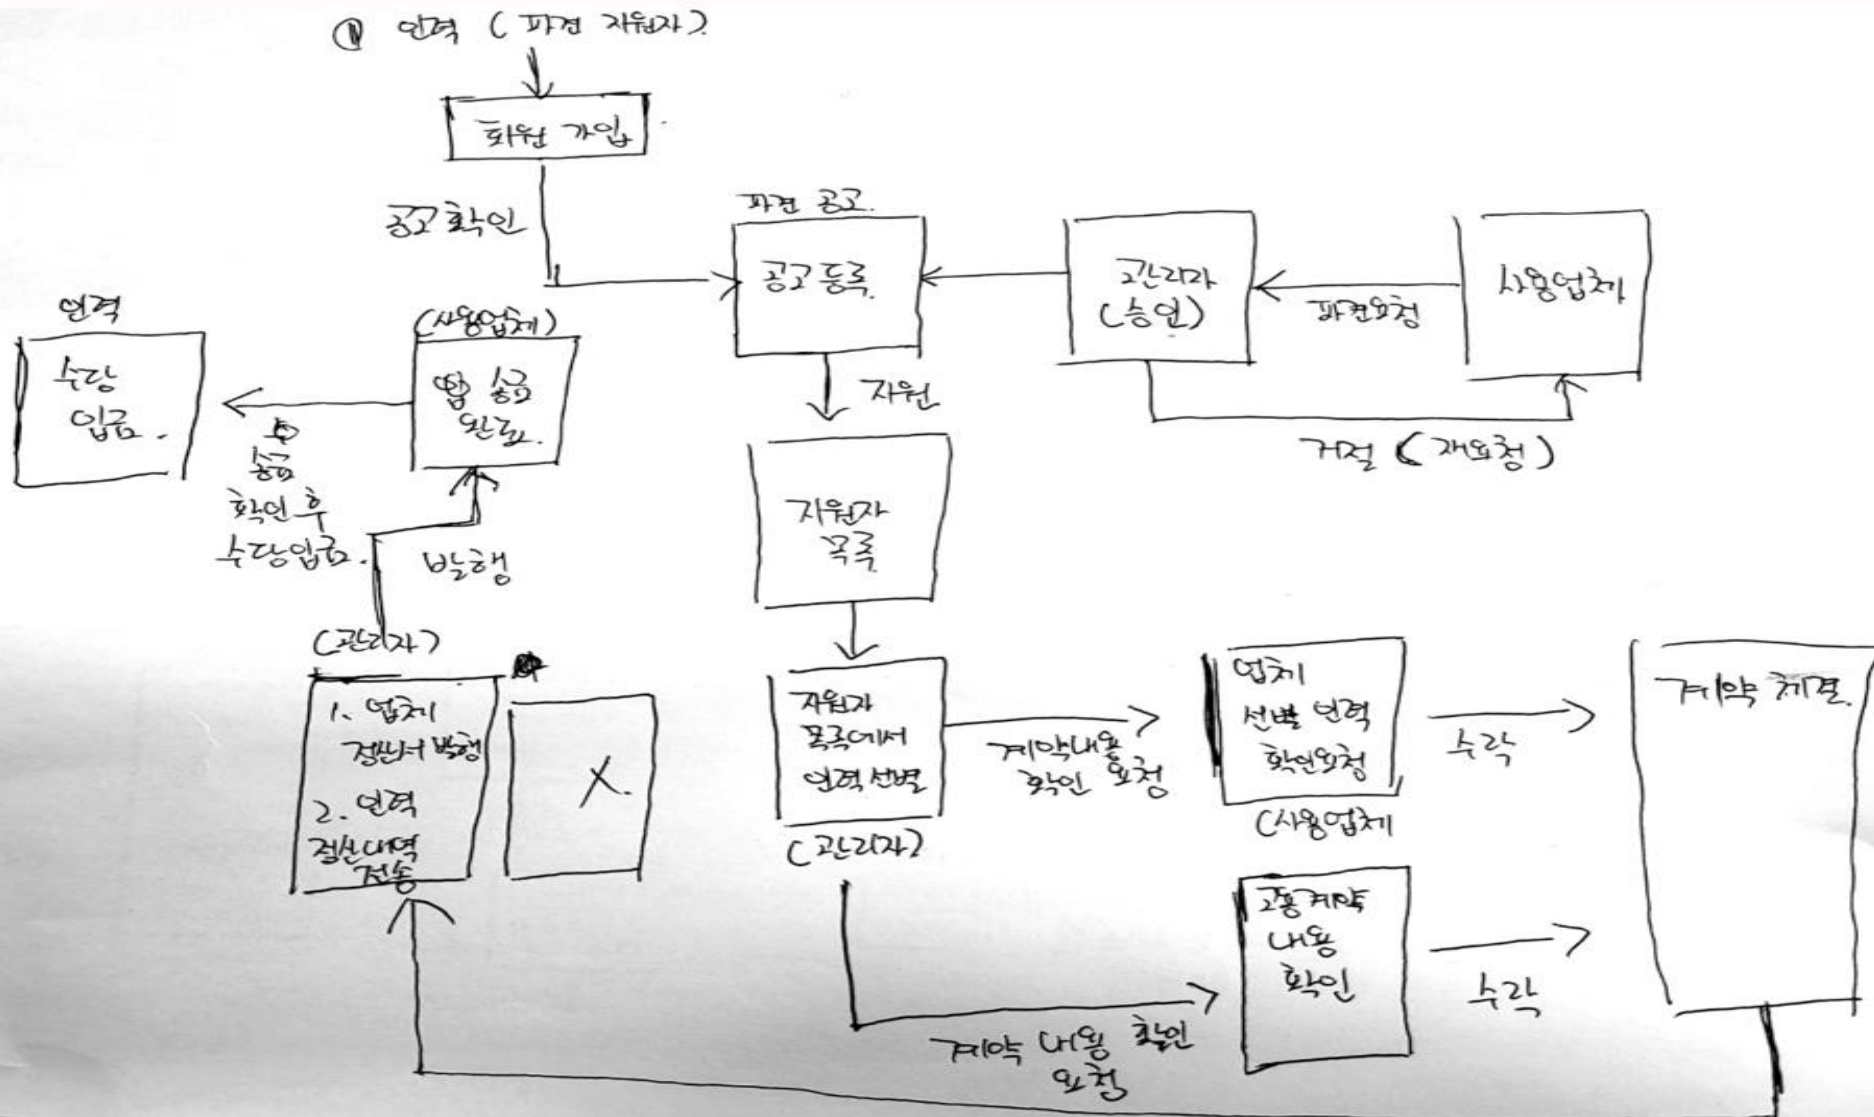 ① 인력 (파견 지원자)
회원 가입
공고 확인
파견 공고.
공고 등록.
관리자
(승인)
파견요청
사용업체
거절 (재요청)
지원
지원자
목록
지원자
목록에서
인력 선별
(관리자)
계약내용
확인 요청
업체
선별 인력
확인요청
(사용업체
수락
계약 체결.
계약 내용 확인
요청
고용계약
내용
확인
수락
(관리자)
1. 업체
정산서 발행
2. 인력
정산내역
전송
X.
발행
(사용업체)
송금
완료.
송금
확인 후
수당입금.
인력
수당
입금.